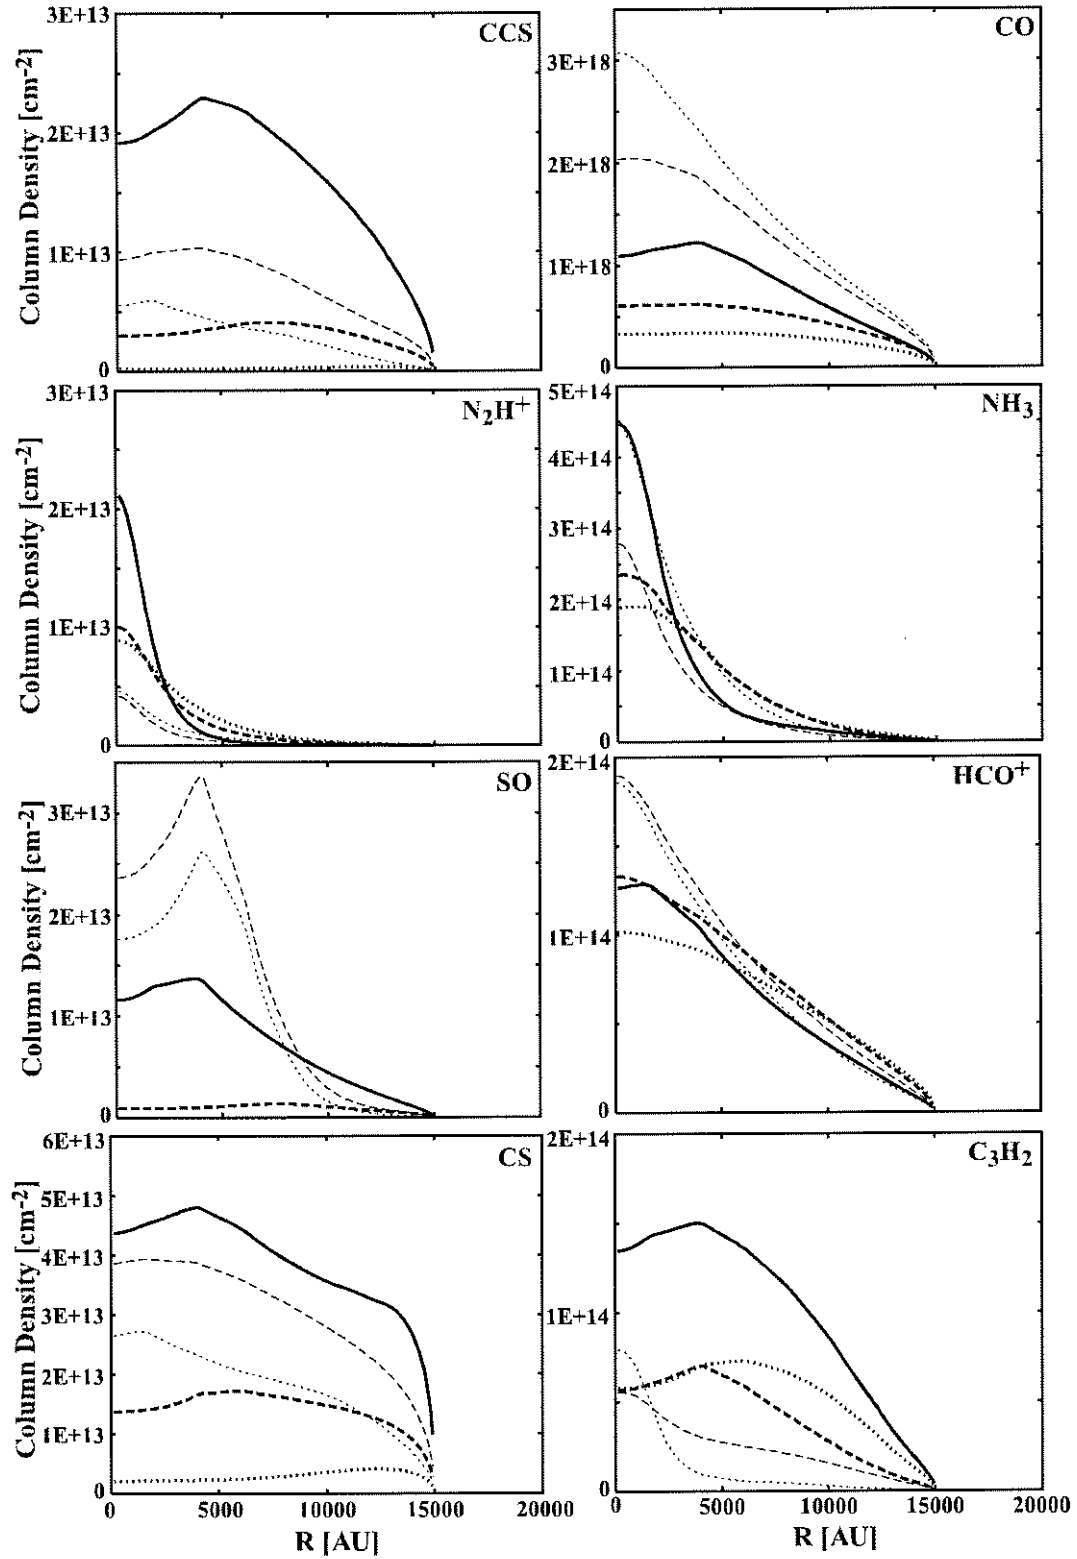 3E+13
CCS
2E+13
1E+13
0
Column Density [cm-2]
CO
3E+18
2E+18
1E+18
0
3E+13
N2H+
2E+13
1E+13
0
Column Density [cm-2]
5E+14
NH3
4E+14
3E+14
2E+14
1E+14
0
SO
3E+13
2E+13
1E+13
0
Column Density [cm-2]
2E+14
HCO+
1E+14
0
6E+13
CS
5E+13
4E+13
3E+13
2E+13
1E+13
0
Column Density [cm-2]
0 5000 10000 15000 20000
R [AU]
2E+14
C3H2
1E+14
0
0 5000 10000 15000 20000
R [AU]